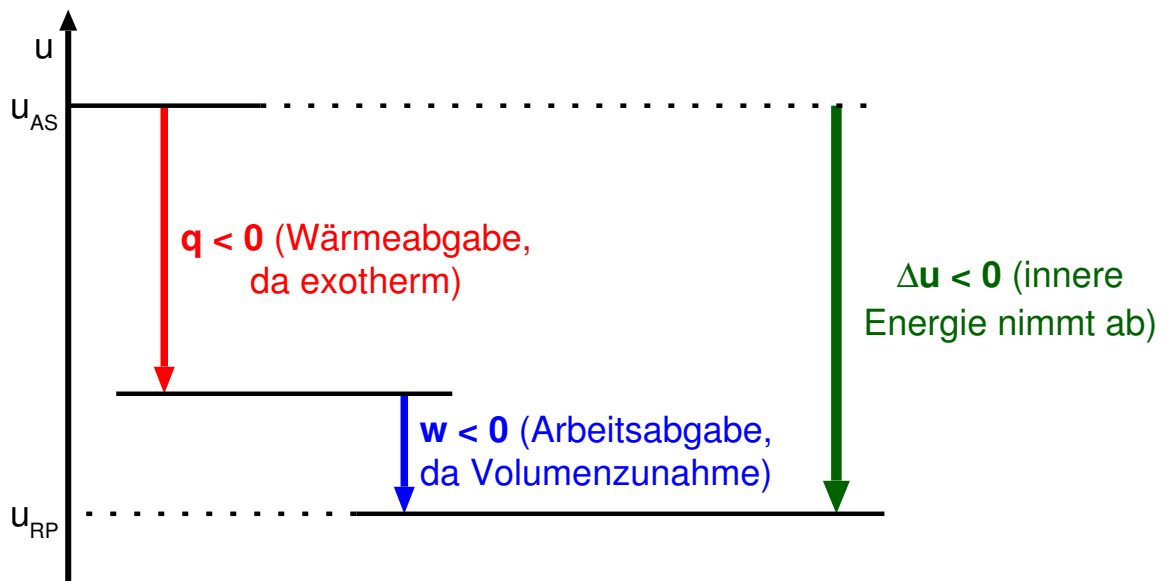 u
u_AS
q < 0 (Wärmeabgabe,
da exotherm)
Δu < 0 (innere
Energie nimmt ab)
w < 0 (Arbeitsabgabe,
da Volumenzunahme)
u_RP